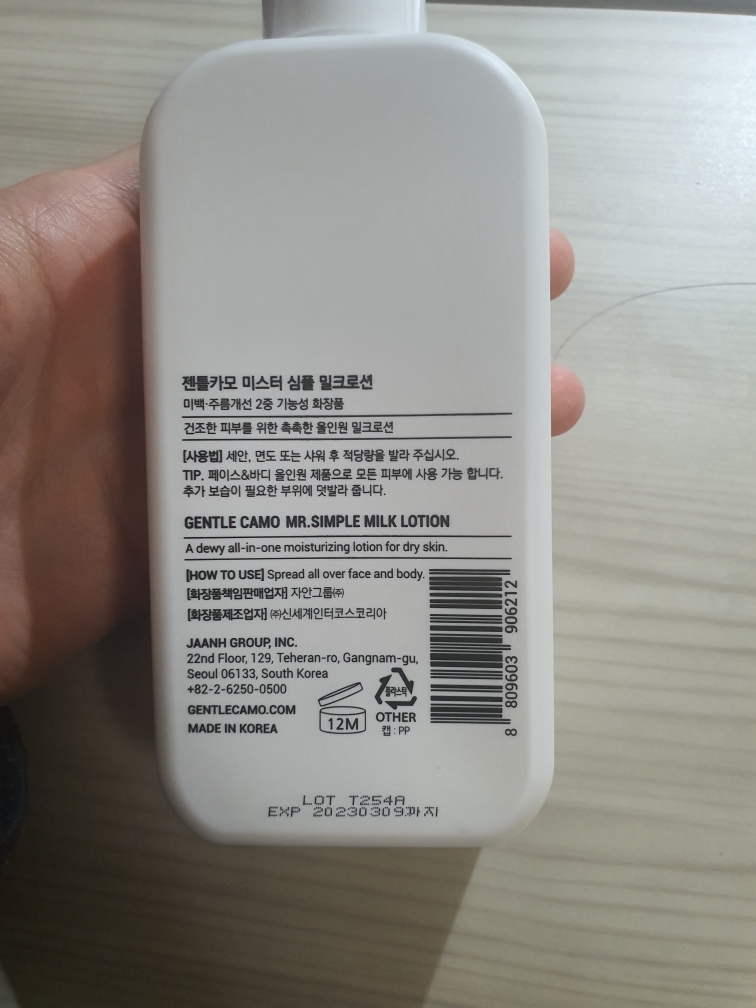 젠틀카모 미스터 심플 밀크로션
미백·주름개선 2중 기능성 화장품
건조한 피부를 위한 촉촉한 올인원 밀크로션
[사용법] 세안, 면도 또는 샤워 후 적당량을 발라 주십시오.
TIP. 페이스&바디 올인원 제품으로 모든 피부에 사용 가능 합니다.
추가 보습이 필요한 부위에 덧발라 줍니다.
GENTLE CAMO MR.SIMPLE MILK LOTION
A dewy all-in-one moisturizing lotion for dry skin.
[HOW TO USE] Spread all over face and body.
[화장품책임판매업자] 자안그룹㈜
[화장품제조업자] ㈜신세계인터코스코리아
JAANH GROUP, INC.
22nd Floor, 129, Teheran-ro, Gangnam-gu,
Seoul 06133, South Korea
+82-2-6250-0500
GENTLECAMO.COM
MADE IN KOREA
12M
플라스틱
OTHER
캡 : PP
8 809603 906212
LOT T254A
EXP 20230309까지